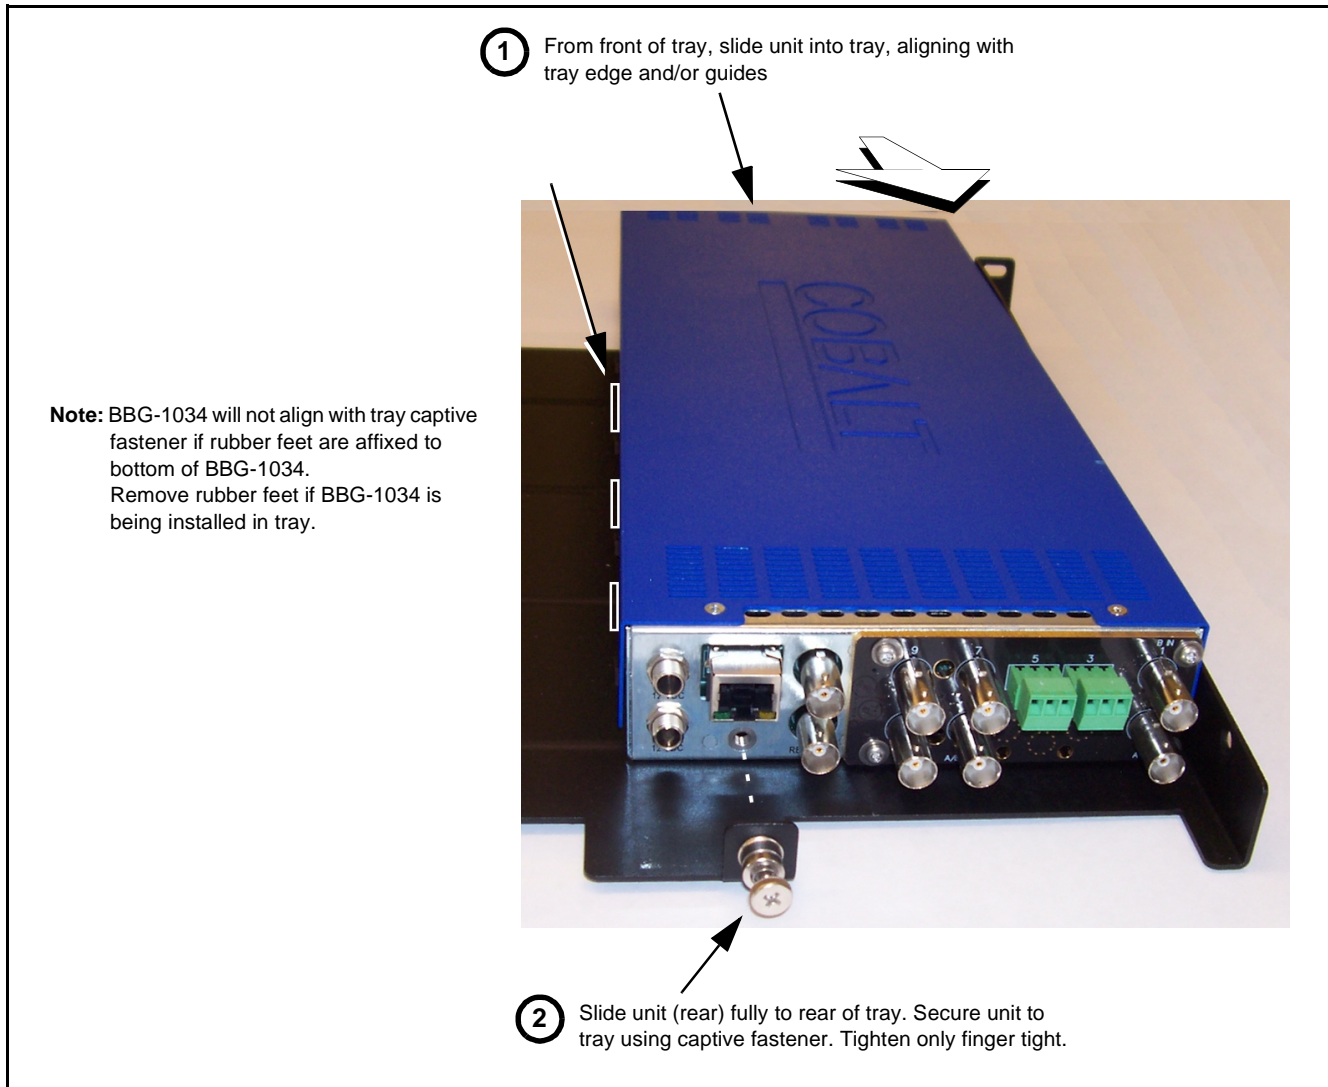 1
From front of tray, slide unit into tray, aligning with
tray edge and/or guides
Note: BBG-1034 will not align with tray captive
fastener if rubber feet are affixed to
bottom of BBG-1034.
Remove rubber feet if BBG-1034 is
being installed in tray.
COBALT
9
7
5
3
1
B IN
2
Slide unit (rear) fully to rear of tray. Secure unit to
tray using captive fastener. Tighten only finger tight.